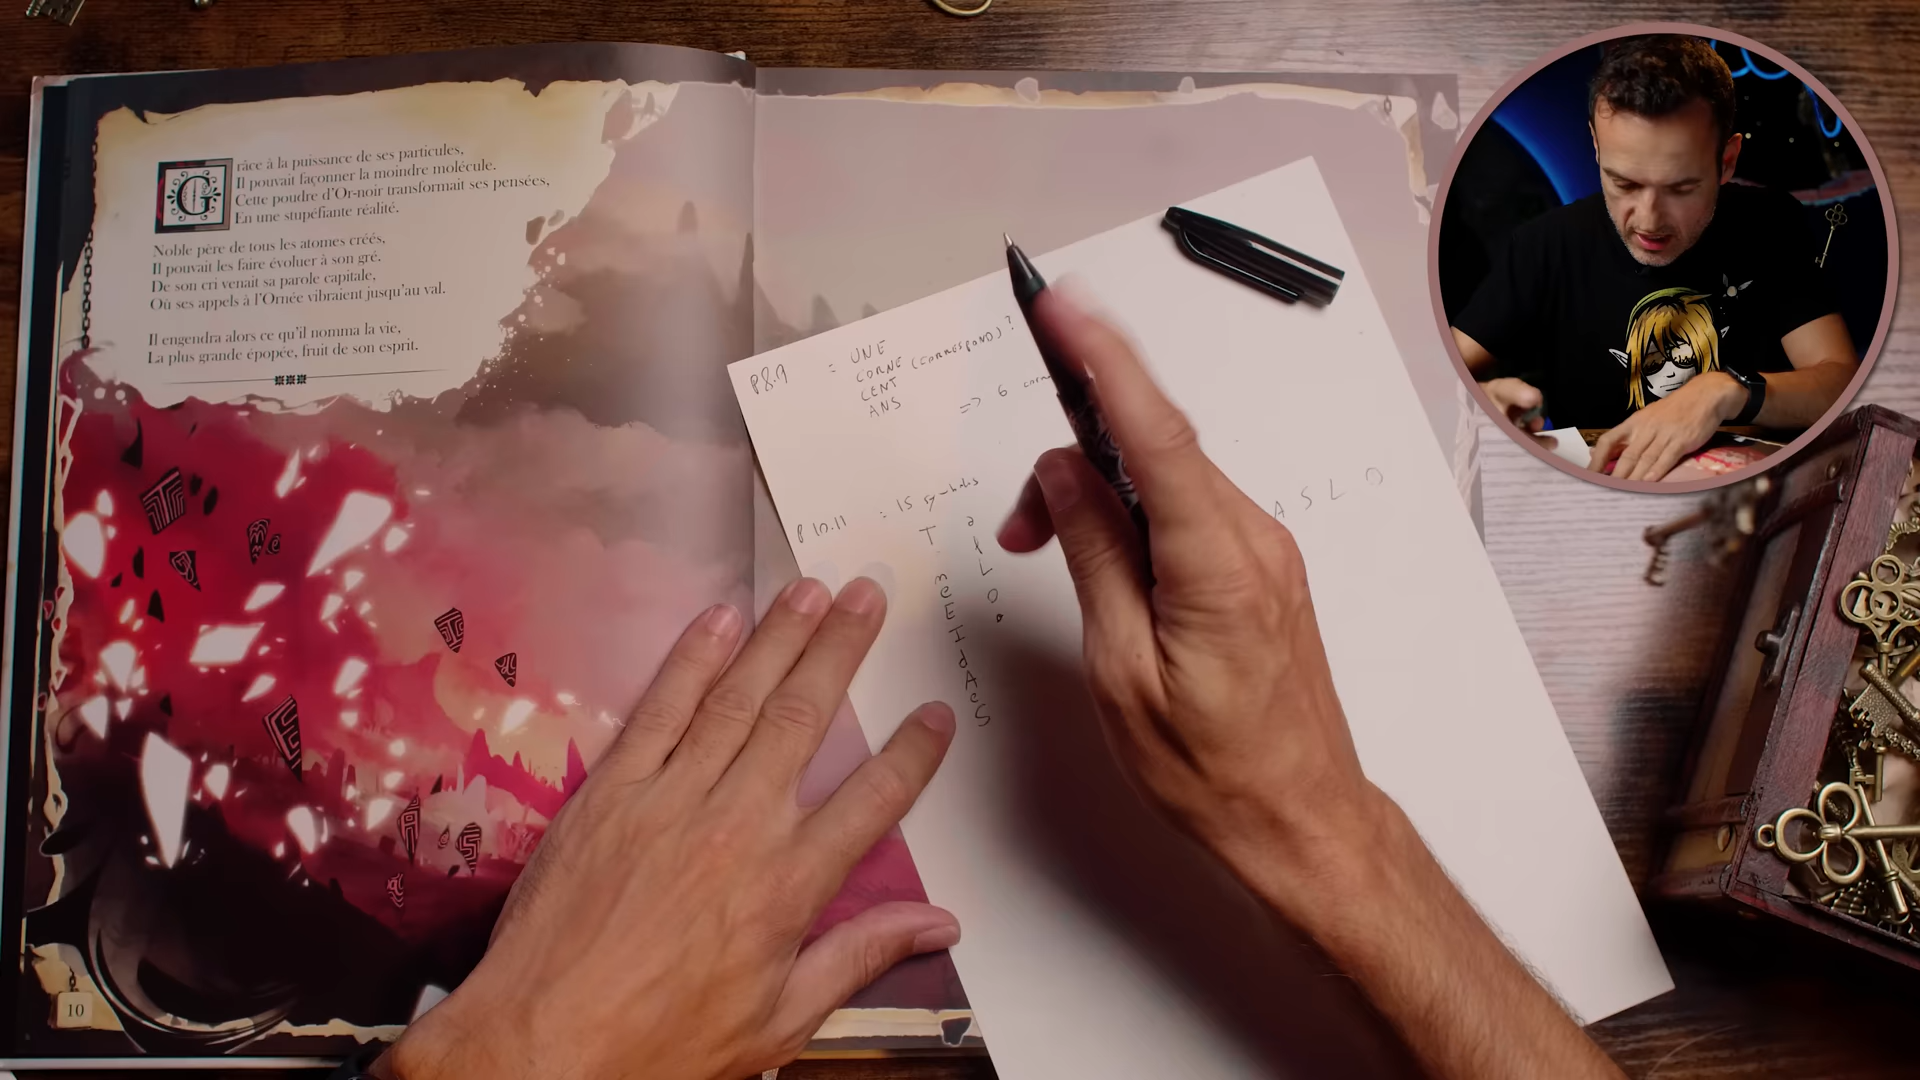 Grâce à la puissance de ses particules,
Il pouvait façonner la moindre molécule.
Cette poudre d'Or-noir transformait ses pensées,
En une stupéfiante réalité.
Noble père de tous les atomes créés,
Il pouvait les faire évoluer à son gré.
De son cri venait sa parole capitale,
Où ses appels à l'Ornée vibraient jusqu'au val.
Il engendra alors ce qu'il nomma la vie,
La plus grande épopée, fruit de son esprit.
10
P8.9 = UNE
CORNE (CORRESPOND)?
CENT
ANS
=> 6
P 10.11 : 15 symboles
T
m
e
E
I
d
A
e
S
a
L
O
A S L O
T
me
I
A
S